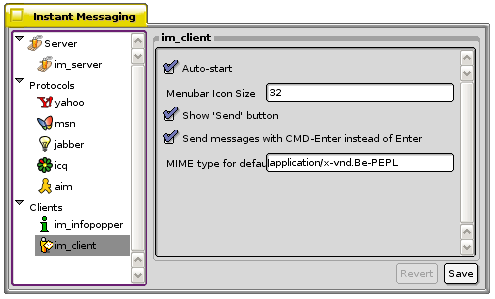 Instant Messaging
Server
im_server
Protocols
yahoo
msn
jabber
icq
aim
Clients
im_infopopper
im_client
im_client
Auto-start
Menubar Icon Size 32
Show 'Send' button
Send messages with CMD-Enter instead of Enter
MIME type for defau application/x-vnd.Be-PEPL
Revert Save